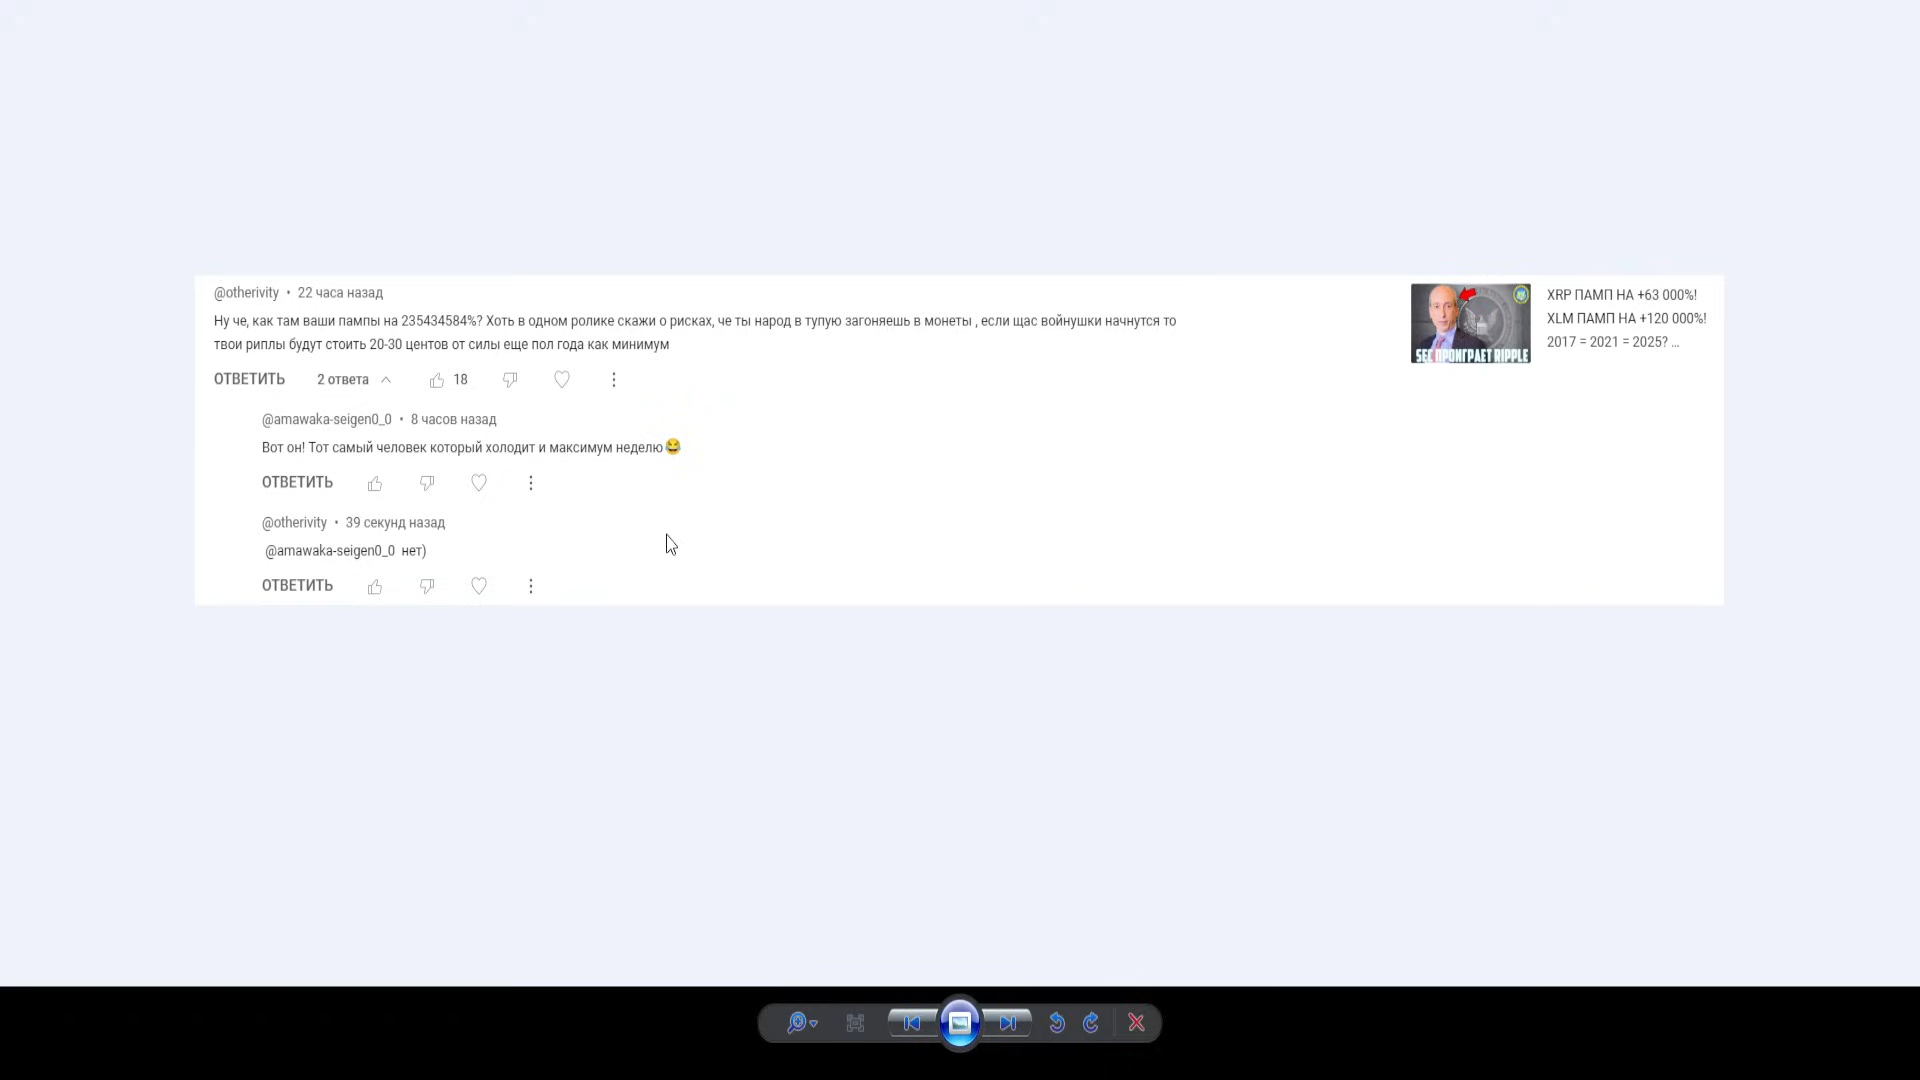 @otherivity • 22 часа назад
Ну че, как там ваши пампы на 235434584%? Хоть в одном ролике скажи о рисках, че ты народ в тупую загоняешь в монеты , если щас войнушки начнутся то
твои риплы будут стоить 20-30 центов от силы еще пол года как минимум
ОТВЕТИТЬ 2 ответа 18
@amawaka-seigen0_0 • 8 часов назад
Вот он! Тот самый человек который холодит и максимум неделю😂
ОТВЕТИТЬ
@otherivity • 39 секунд назад
@amawaka-seigen0_0 нет)
ОТВЕТИТЬ
SEC ПРОИГРАЕТ RIPPLE
XRP ПАМП НА +63 000%!
XLM ПАМП НА +120 000%!
2017 = 2021 = 2025? ...